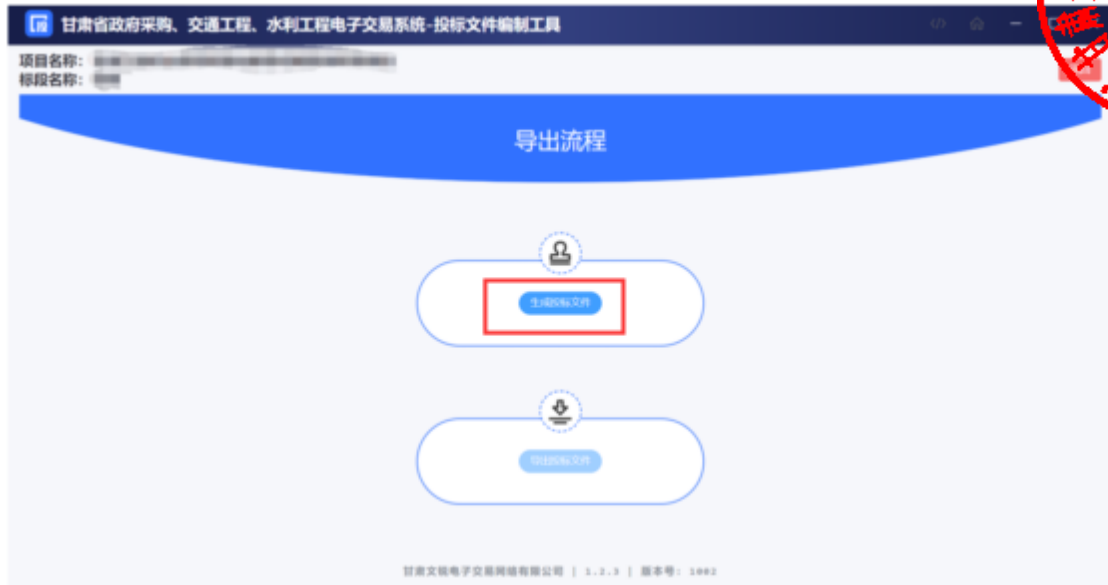 甘肃省政府采购、交通工程、水利工程电子交易系统-投标文件编制工具
项目名称:
标段名称:
导出流程
生成投标文件
导出投标文件
甘肃文锐电子交易网络有限公司 | 1.2.3 | 版本号: 1002